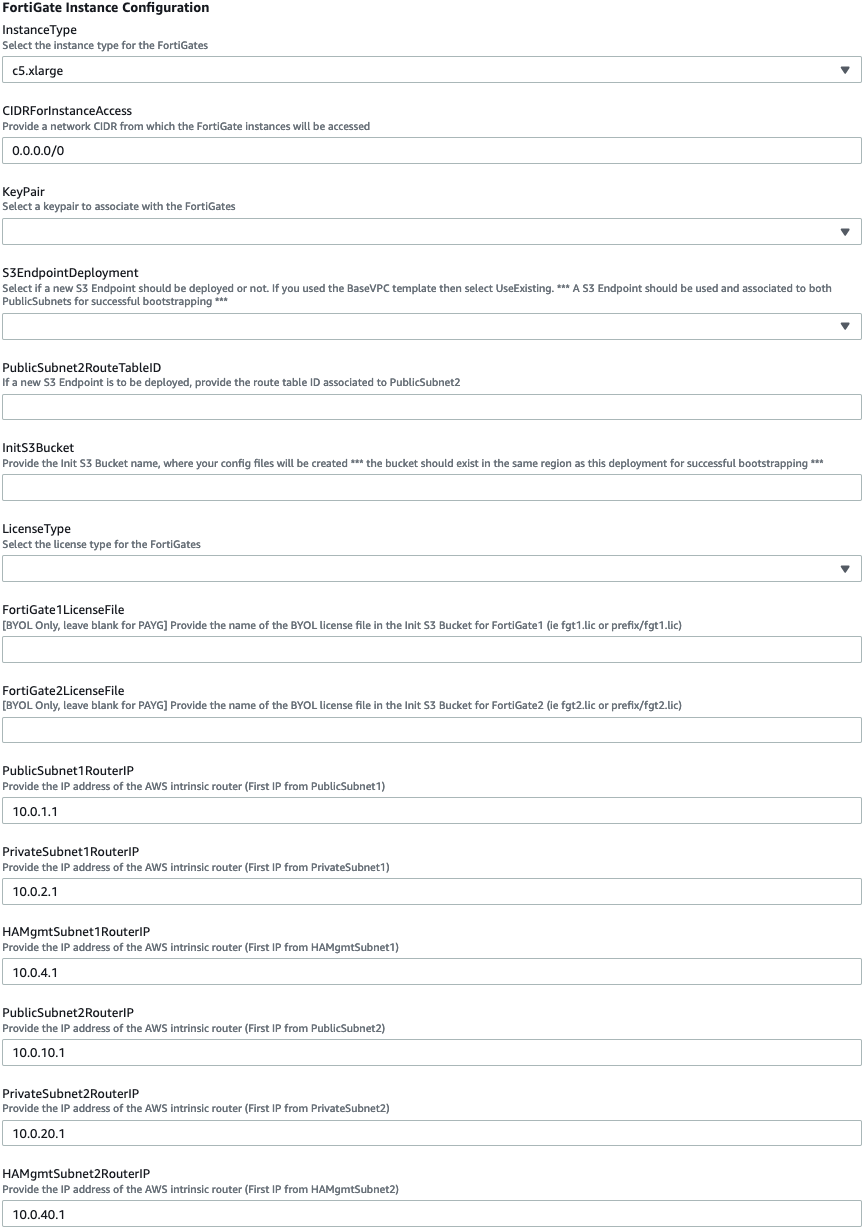 FortiGate Instance Configuration
InstanceType
Select the instance type for the FortiGates
c5.xlarge
CIDRForInstanceAccess
Provide a network CIDR from which the FortiGate instances will be accessed
0.0.0.0/0
KeyPair
Select a keypair to associate with the FortiGates
S3EndpointDeployment
Select if a new S3 Endpoint should be deployed or not. If you used the BaseVPC template then select UseExisting. *** A S3 Endpoint should be used and associated to both
PublicSubnets for successful bootstrapping ***
PublicSubnet2RouteTableID
If a new S3 Endpoint is to be deployed, provide the route table ID associated to PublicSubnet2
InitS3Bucket
Provide the Init S3 Bucket name, where your config files will be created *** the bucket should exist in the same region as this deployment for successful bootstrapping ***
LicenseType
Select the license type for the FortiGates
FortiGate1LicenseFile
[BYOL Only, leave blank for PAYG] Provide the name of the BYOL license file in the Init S3 Bucket for FortiGate1 (ie fgt1.lic or prefix/fgt1.lic)
FortiGate2LicenseFile
[BYOL Only, leave blank for PAYG] Provide the name of the BYOL license file in the Init S3 Bucket for FortiGate2 (ie fgt2.lic or prefix/fgt2.lic)
PublicSubnet1RouterIP
Provide the IP address of the AWS intrinsic router (First IP from PublicSubnet1)
10.0.1.1
PrivateSubnet1RouterIP
Provide the IP address of the AWS intrinsic router (First IP from PrivateSubnet1)
10.0.2.1
HAMgmtSubnet1RouterIP
Provide the IP address of the AWS intrinsic router (First IP from HAMgmtSubnet1)
10.0.4.1
PublicSubnet2RouterIP
Provide the IP address of the AWS intrinsic router (First IP from PublicSubnet2)
10.0.10.1
PrivateSubnet2RouterIP
Provide the IP address of the AWS intrinsic router (First IP from PrivateSubnet2)
10.0.20.1
HAMgmtSubnet2RouterIP
Provide the IP address of the AWS intrinsic router (First IP from HAMgmtSubnet2)
10.0.40.1